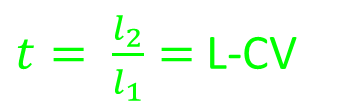 t = l₂/l₁ = L-CV